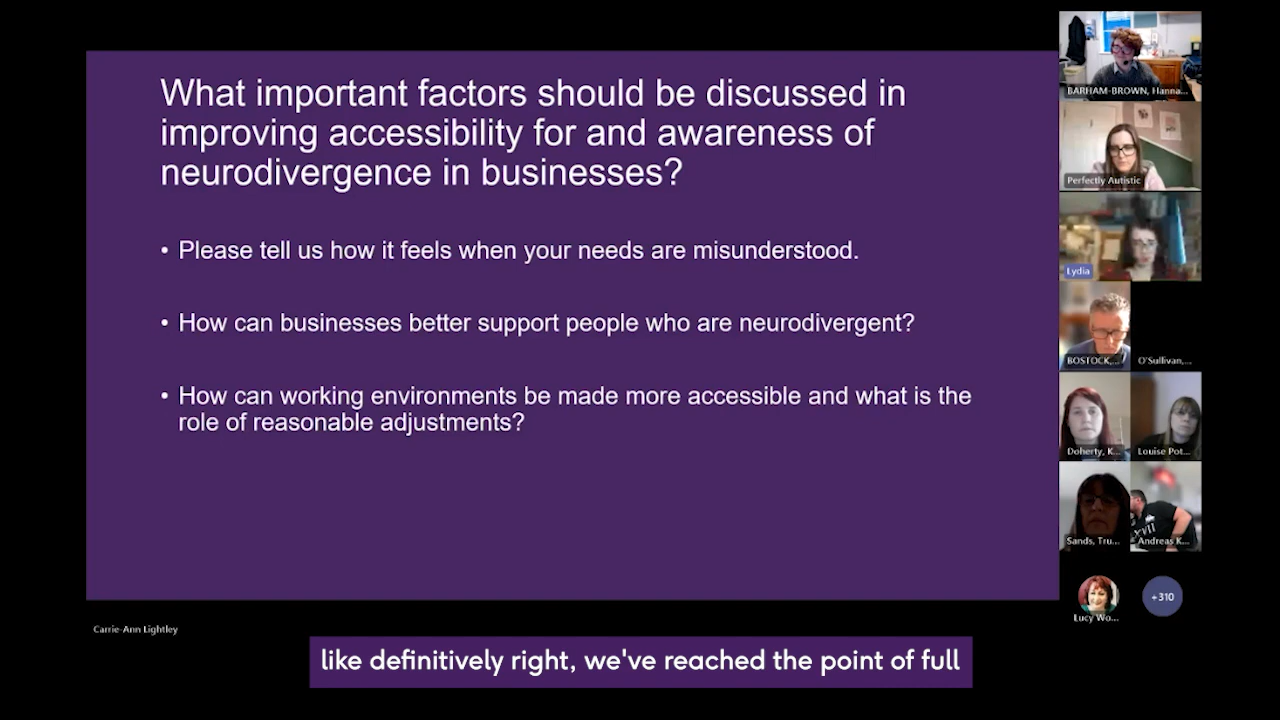 What important factors should be discussed in
improving accessibility for and awareness of
neurodivergence in businesses?
• Please tell us how it feels when your needs are misunderstood.
• How can businesses better support people who are neurodivergent?
• How can working environments be made more accessible and what is the
role of reasonable adjustments?
BARHAM-BROWN, Hanna...
Perfectly Autistic
Lydia
BOSTOCK,...
O'Sullivan,...
Doherty, K...
Louise Pot...
Sands, Tru...
Andreas K...
XVII
Lucy Wo...
+310
Carrie-Ann Lightley
like definitively right, we've reached the point of full